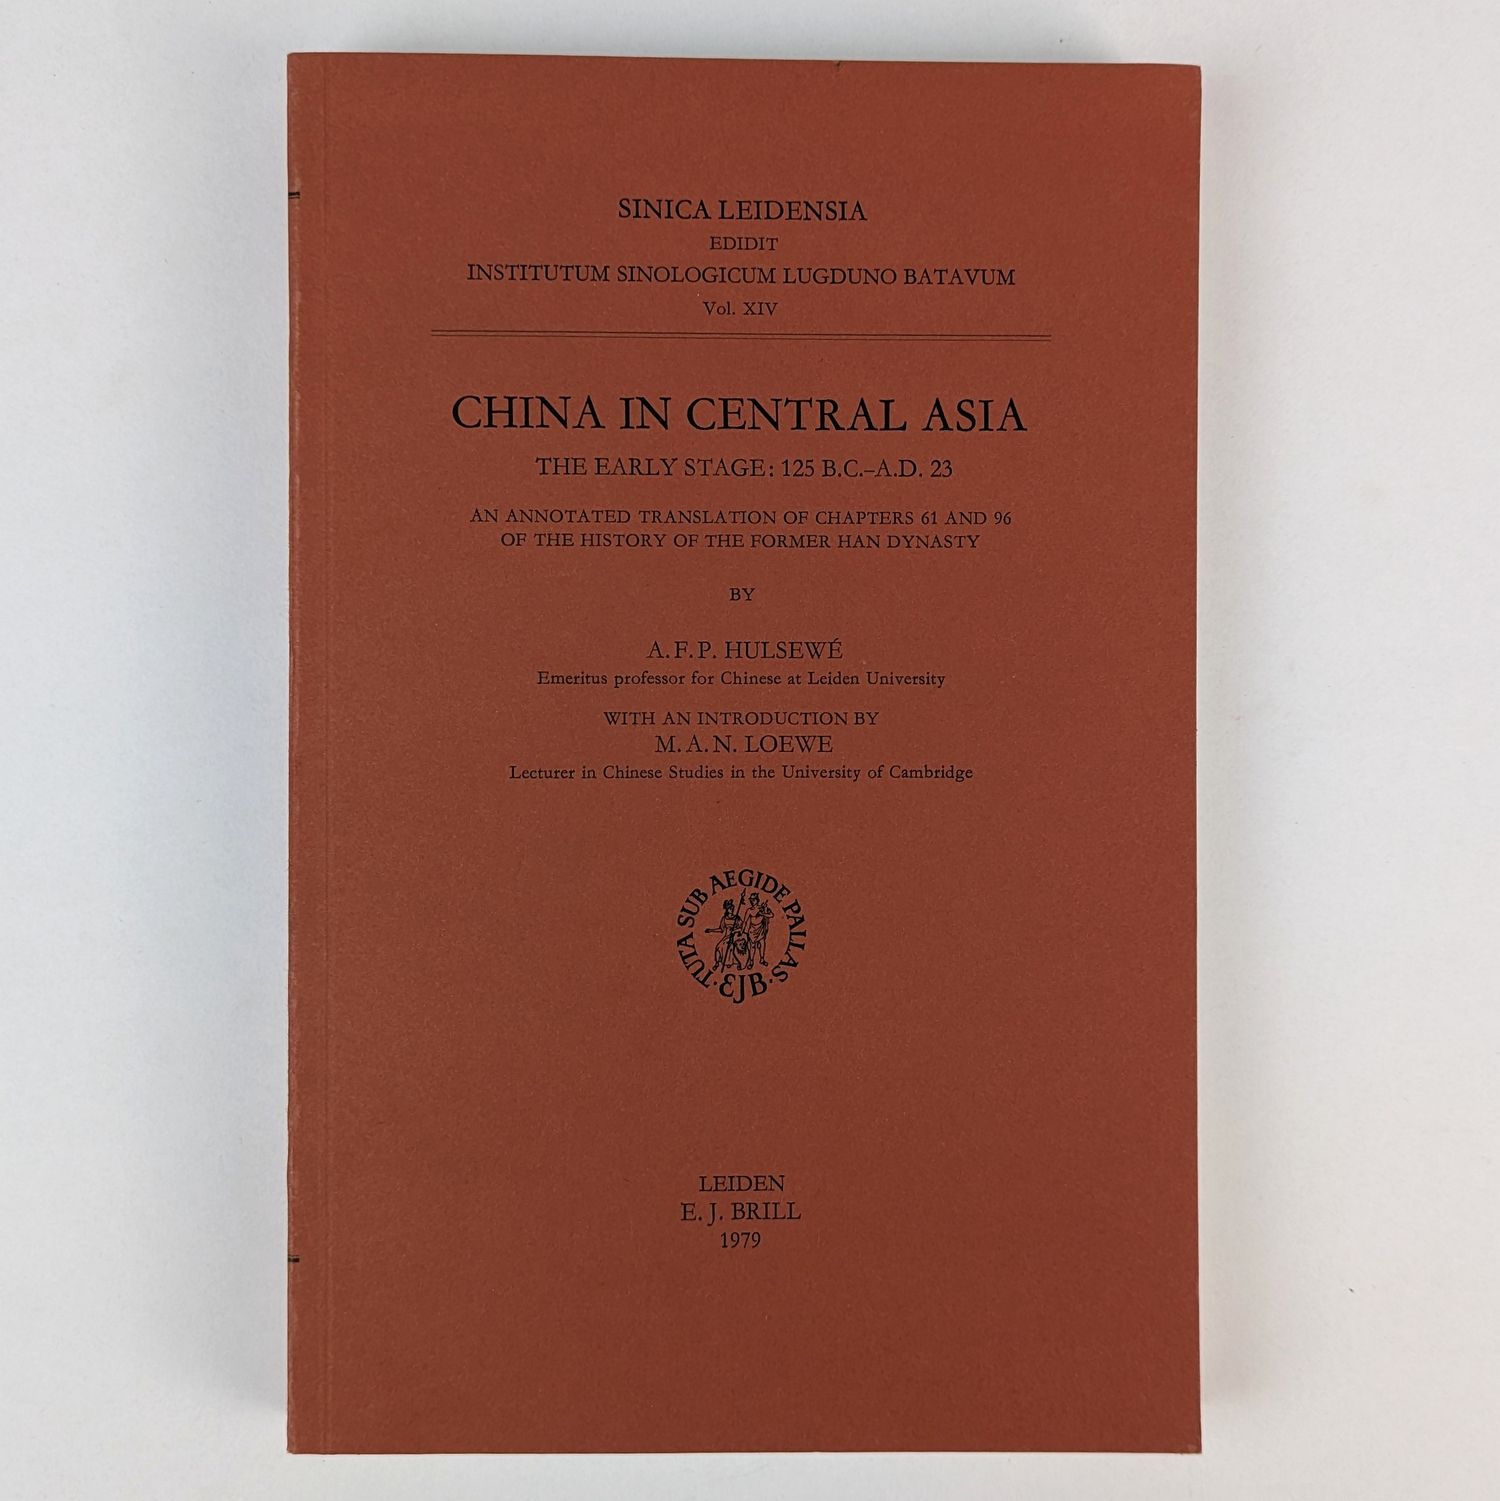 SINICA LEIDENSIA
EDIDIT
INSTITUTUM SINOLOGICUM LUGDUNO BATAVUM
Vol. XIV
CHINA IN CENTRAL ASIA
THE EARLY STAGE: 125 B.C.–A.D. 23
AN ANNOTATED TRANSLATION OF CHAPTERS 61 AND 96
OF THE HISTORY OF THE FORMER HAN DYNASTY
BY
A. F. P. HULSEWÉ
Emeritus professor for Chinese at Leiden University
WITH AN INTRODUCTION BY
M. A. N. LOEWE
Lecturer in Chinese Studies in the University of Cambridge
TUTA SUB AEGIDE PALLAS
· EJB ·
LEIDEN
E. J. BRILL
1979